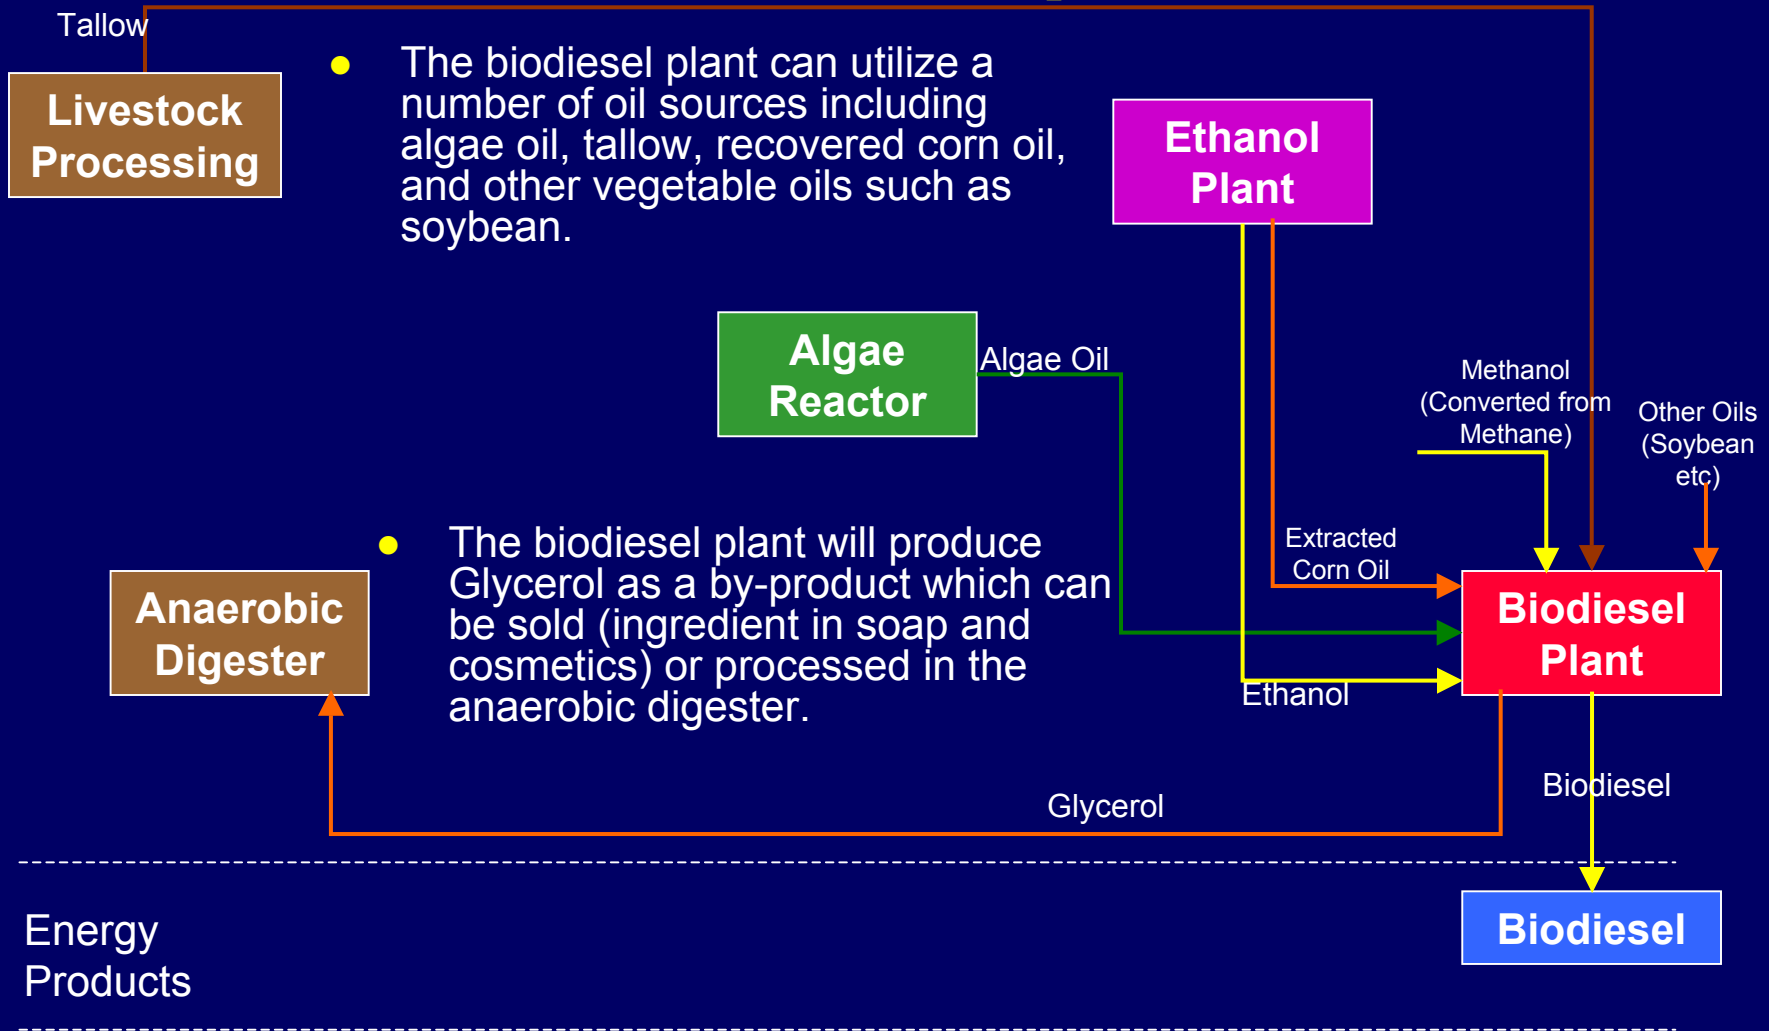 Tallow
Livestock
Processing
● The biodiesel plant can utilize a
number of oil sources including
algae oil, tallow, recovered corn oil,
and other vegetable oils such as
soybean.
Ethanol
Plant
Algae
Reactor
Algae Oil
Methanol
(Converted from
Methane)
Other Oils
(Soybean
etc)
● The biodiesel plant will produce
Glycerol as a by-product which can
be sold (ingredient in soap and
cosmetics) or processed in the
anaerobic digester.
Anaerobic
Digester
Extracted
Corn Oil
Biodiesel
Plant
Ethanol
Glycerol
Biodiesel
Energy
Products
Biodiesel